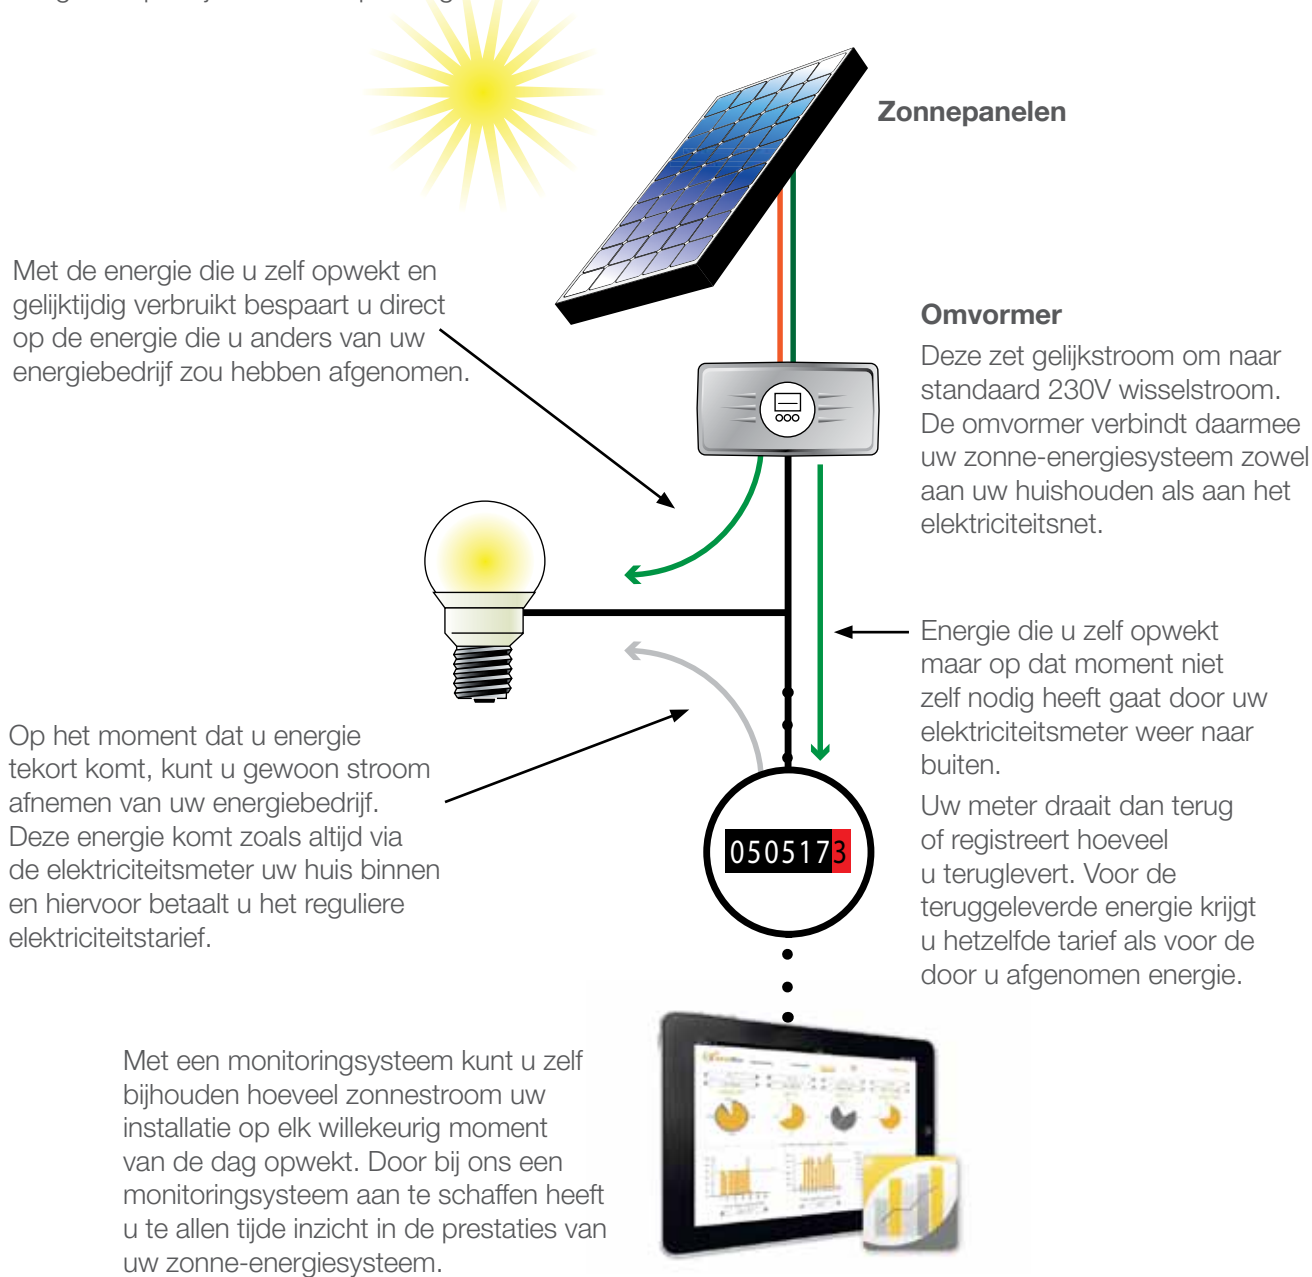 Zonnepanelen
Met de energie die u zelf opwekt en
gelijktijdig verbruikt bespaart u direct
op de energie die u anders van uw
energiebedrijf zou hebben afgenomen.
Omvormer
Deze zet gelijkstroom om naar
standaard 230V wisselstroom.
De omvormer verbindt daarmee
uw zonne-energiesysteem zowel
aan uw huishouden als aan het
elektriciteitsnet.
Energie die u zelf opwekt
maar op dat moment niet
zelf nodig heeft gaat door uw
elektriciteitsmeter weer naar
buiten.
Uw meter draait dan terug
of registreert hoeveel
u teruglevert. Voor de
teruggeleverde energie krijgt
u hetzelfde tarief als voor de
door u afgenomen energie.
Op het moment dat u energie
tekort komt, kunt u gewoon stroom
afnemen van uw energiebedrijf.
Deze energie komt zoals altijd via
de elektriciteitsmeter uw huis binnen
en hiervoor betaalt u het reguliere
elektriciteitstarief.
0505173
Met een monitoringsysteem kunt u zelf
bijhouden hoeveel zonnestroom uw
installatie op elk willekeurig moment
van de dag opwekt. Door bij ons een
monitoringsysteem aan te schaffen heeft
u te allen tijde inzicht in de prestaties van
uw zonne-energiesysteem.